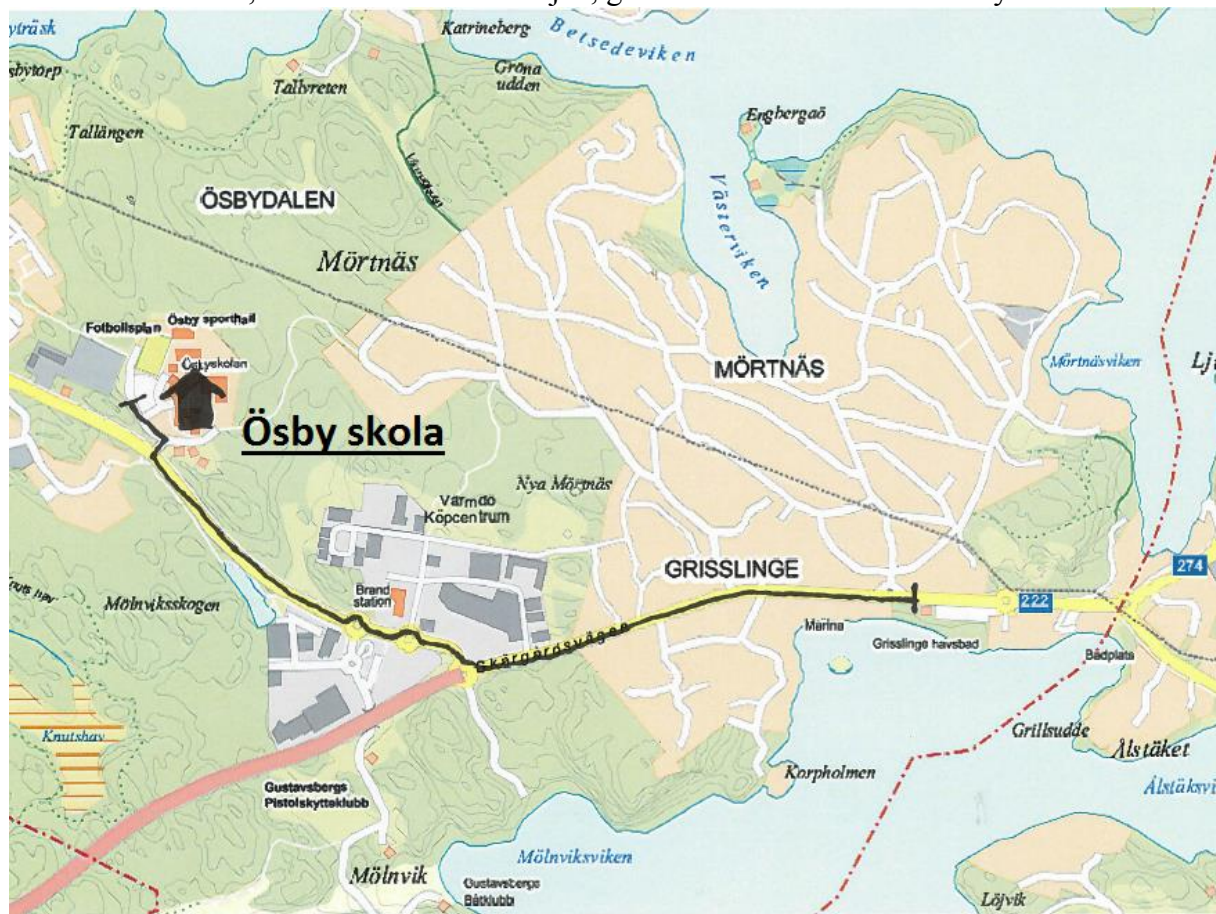 Katrineberg
Betsedeviken
Gröna
udden
Tallvreten
Tallängen
Engbergaö
ÖSBYDALEN
Västerviken
Mörtnäs
Fotbollsplan
Ösby sporthall
Mörtnäsviken
MÖRTNÄS
Ösby skola
Nya Mörtnäs
Värmdö
Köpcentrum
GRISSLINGE
274
222
Brand
station
Mölnviksskogen
Skärgårdsvägen
Marina
Grisslinge havsbad
Bådplats
Knutshav
Grillsudde
Ålstäket
Korpholmen
Gustavsbergs
Pistolskytteklubb
Mölnviksviken
Mölnvik
Gustavsbergs
Båtklubb
Löjvik